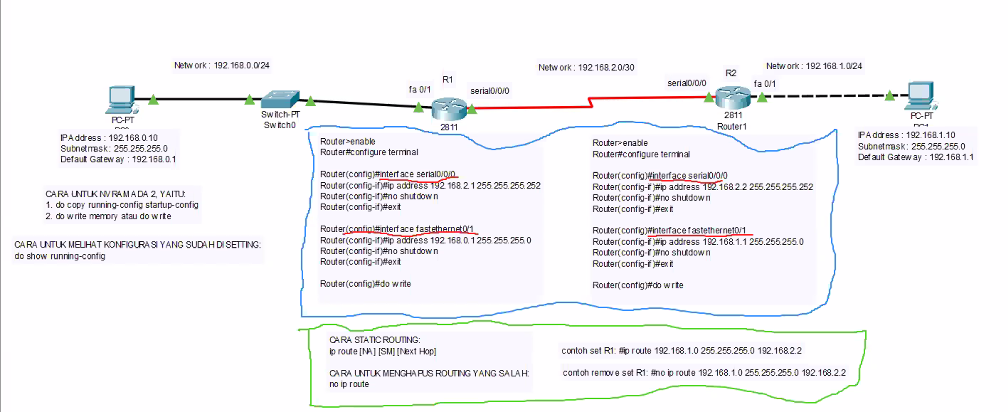 Network : 192.168.0.0/24
Network : 192.168.2.0/30
Network : 192.168.1.0/24
R1
R2
fa 0/1
serial0/0/0
serial0/0/0
fa 0/1
PC-PT
Switch-PT
Switch0
2811
2811
Router1
PC-PT
IP Address : 192.168.0.10
Subnetmask : 255.255.255.0
Default Gateway : 192.168.0.1
IP Address : 192.168.1.10
Subnetmask : 255.255.255.0
Default Gateway : 192.168.1.1
CARA UNTUK NVRAM ADA 2, YAITU:
1. do copy running-config startup-config
2. do write memory atau do write
CARA UNTUK MELIHAT KONFIGURASI YANG SUDAH DISETTING:
do show running-config
Router>enable
Router#configure terminal
Router(config)#interface serial0/0/0
Router(config-if)#ip address 192.168.2.1 255.255.255.252
Router(config-if)#no shutdown
Router(config-if)#exit
Router(config)#interface fastethernet0/1
Router(config-if)#ip address 192.168.0.1 255.255.255.0
Router(config-if)#no shutdown
Router(config-if)#exit
Router(config)#do write
Router>enable
Router#configure terminal
Router(config)#interface serial0/0/0
Router(config-if)#ip address 192.168.2.2 255.255.255.252
Router(config-if)#no shutdown
Router(config-if)#exit
Router(config)#interface fastethernet0/1
Router(config-if)#ip address 192.168.1.1 255.255.255.0
Router(config-if)#no shutdown
Router(config-if)#exit
Router(config)#do write
CARA STATIC ROUTING:
ip route [NA] [SM] [Next Hop]
contoh set R1: #ip route 192.168.1.0 255.255.255.0 192.168.2.2
CARA UNTUK MENGHAPUS ROUTING YANG SALAH:
no ip route
contoh remove set R1: #no ip route 192.168.1.0 255.255.255.0 192.168.2.2